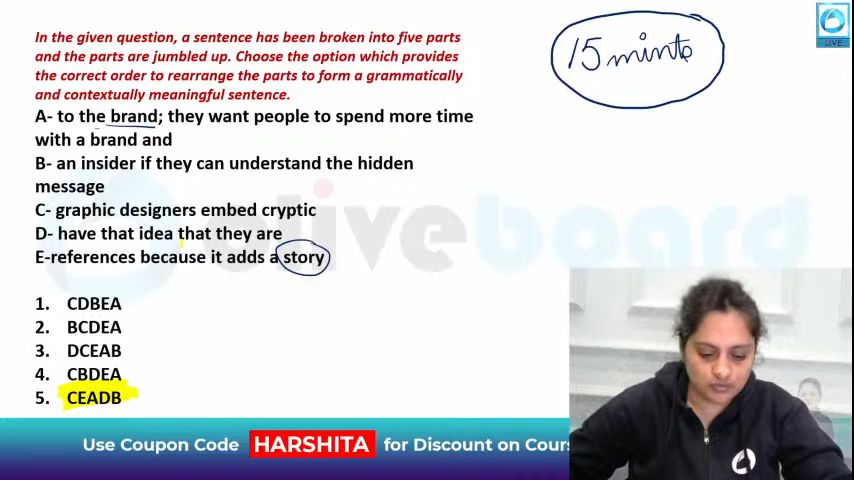 In the given question, a sentence has been broken into five parts
and the parts are jumbled up. Choose the option which provides
the correct order to rearrange the parts to form a grammatically
and contextually meaningful sentence.
A- to the brand; they want people to spend more time
with a brand and
B- an insider if they can understand the hidden
message
C- graphic designers embed cryptic
D- have that idea that they are
E-references because it adds a story
1. CDBEA
2. BCDEA
3. DCEAB
4. CBDEA
5. CEADB
15 mints
LIVE
oliveboard
Use Coupon Code HARSHITA for Discount on Cours